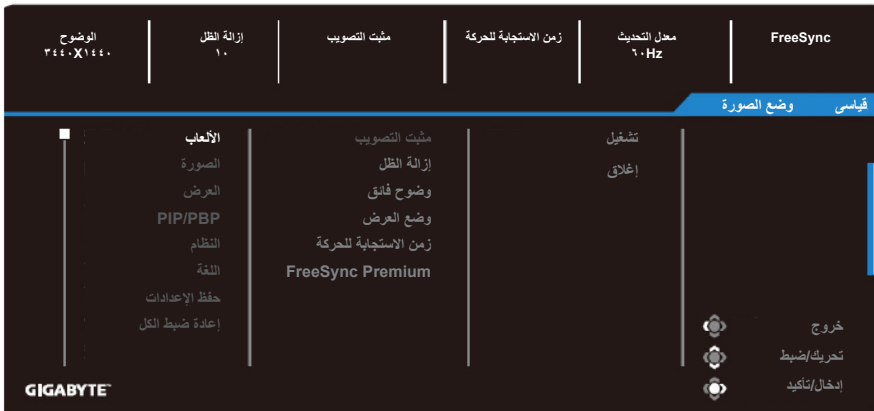 الوضوح
٣٤٤٠X١٤٤٠
إزالة الظل
١٠
مثبت التصويب
زمن الاستجابة للحركة
معدل التحديث
٦٠Hz
FreeSync
قياسى
وضع الصورة
الألعاب
الصورة
العرض
PIP/PBP
النظام
اللغة
حفظ الإعدادات
إعادة ضبط الكل
مثبت التصويب
إزالة الظل
وضوح فائق
وضع العرض
زمن الاستجابة للحركة
FreeSync Premium
تشغيل
إغلاق
خروج
تحريك/ضبط
إدخال/تأكيد
GIGABYTE™